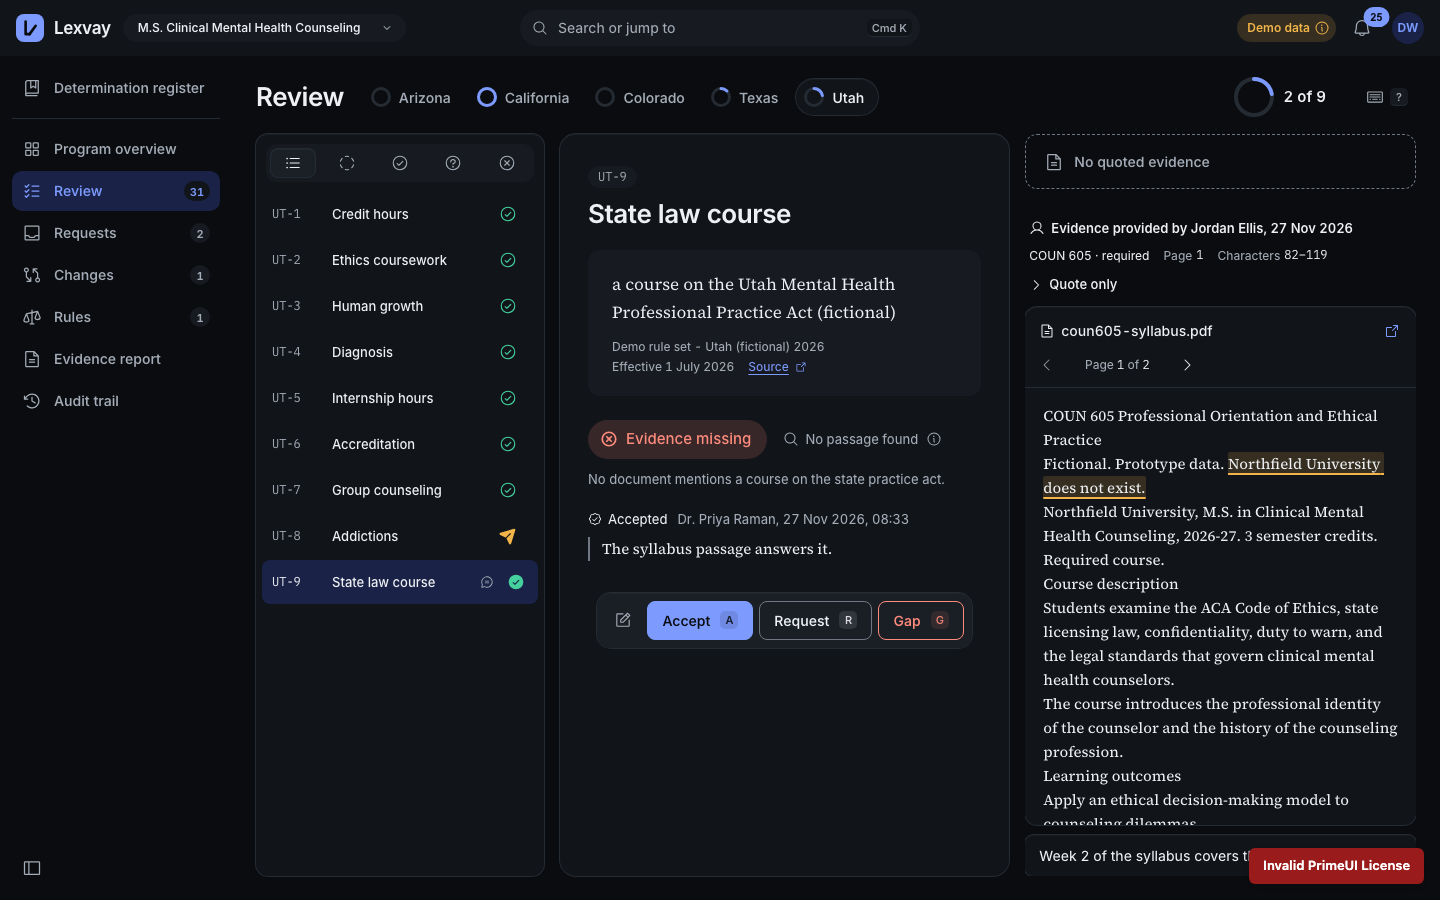 Lexvay
M.S. Clinical Mental Health Counseling
Search or jump to
Cmd K
Demo data
25
DW
Determination register
Program overview
Review
31
Requests
2
Changes
1
Rules
1
Evidence report
Audit trail
Review
Arizona
California
Colorado
Texas
Utah
2 of 9
?
UT-1 Credit hours
UT-2 Ethics coursework
UT-3 Human growth
UT-4 Diagnosis
UT-5 Internship hours
UT-6 Accreditation
UT-7 Group counseling
UT-8 Addictions
UT-9 State law course
UT-9
State law course
a course on the Utah Mental Health
Professional Practice Act (fictional)
Demo rule set - Utah (fictional) 2026
Effective 1 July 2026 Source
Evidence missing
No passage found
No document mentions a course on the state practice act.
Accepted Dr. Priya Raman, 27 Nov 2026, 08:33
The syllabus passage answers it.
Accept A
Request R
Gap G
No quoted evidence
Evidence provided by Jordan Ellis, 27 Nov 2026
COUN 605 · required Page 1 Characters 82–119
Quote only
coun605-syllabus.pdf
Page 1 of 2
COUN 605 Professional Orientation and Ethical
Practice
Fictional. Prototype data. Northfield University
does not exist.
Northfield University, M.S. in Clinical Mental
Health Counseling, 2026-27. 3 semester credits.
Required course.
Course description
Students examine the ACA Code of Ethics, state
licensing law, confidentiality, duty to warn, and
the legal standards that govern clinical mental
health counselors.
The course introduces the professional identity
of the counselor and the history of the counseling
profession.
Learning outcomes
Apply an ethical decision-making model to
counseling dilemmas
Week 2 of the syllabus covers
Invalid PrimeUI License